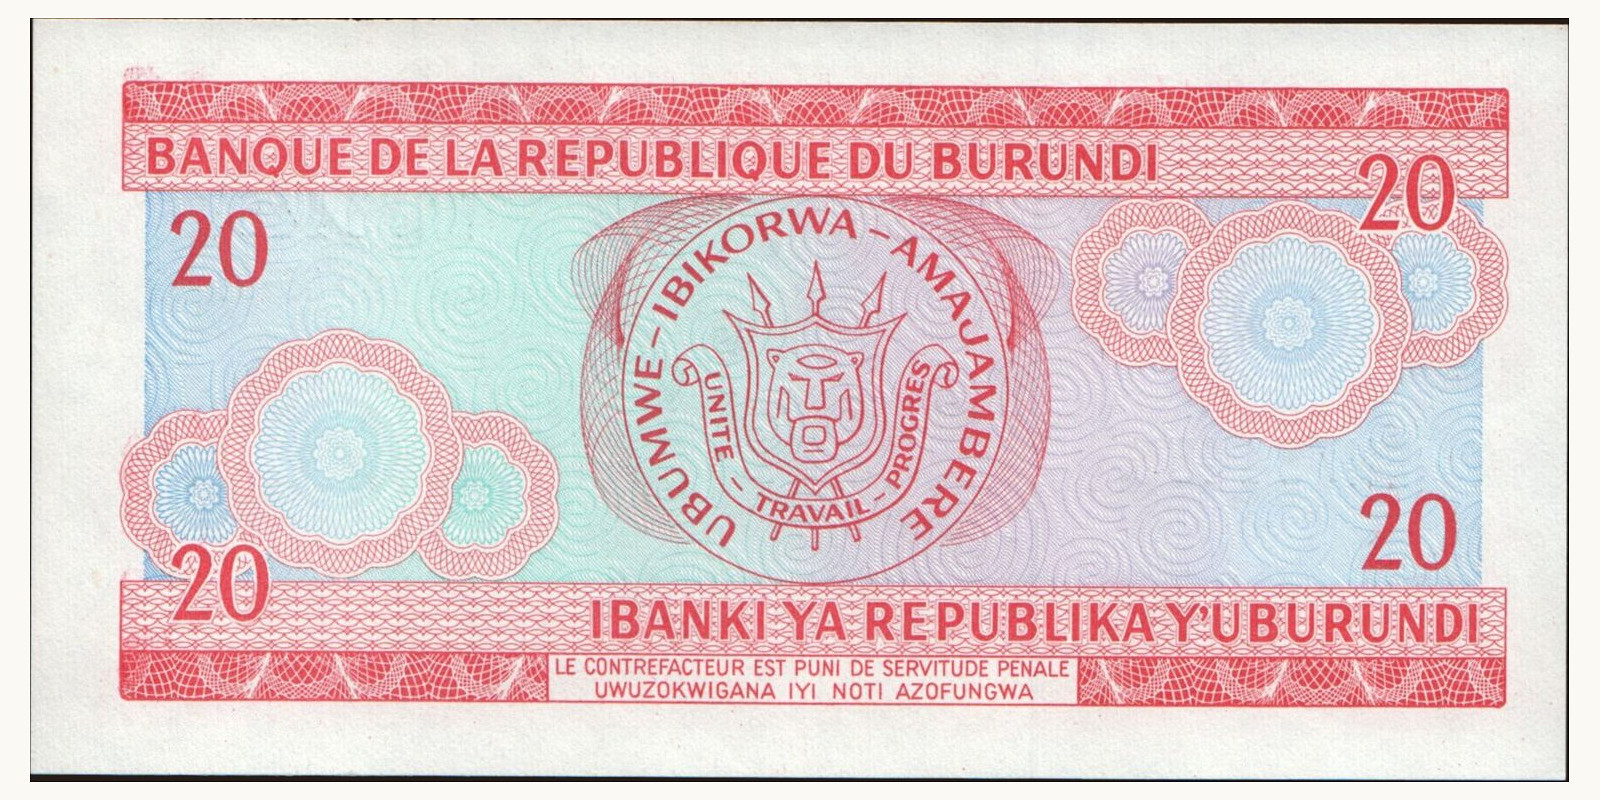 BANQUE DE LA REPUBLIQUE DU BURUNDI
20
20
UBUMWE - IBIKORWA - AMAJAMBERE
UNITE - TRAVAIL - PROGRES
20
20
IBANKI YA REPUBLIKA Y'UBURUNDI
LE CONTREFACTEUR EST PUNI DE SERVITUDE PENALE
UWUZOKWIGANA IYI NOTI AZOFUNGWA